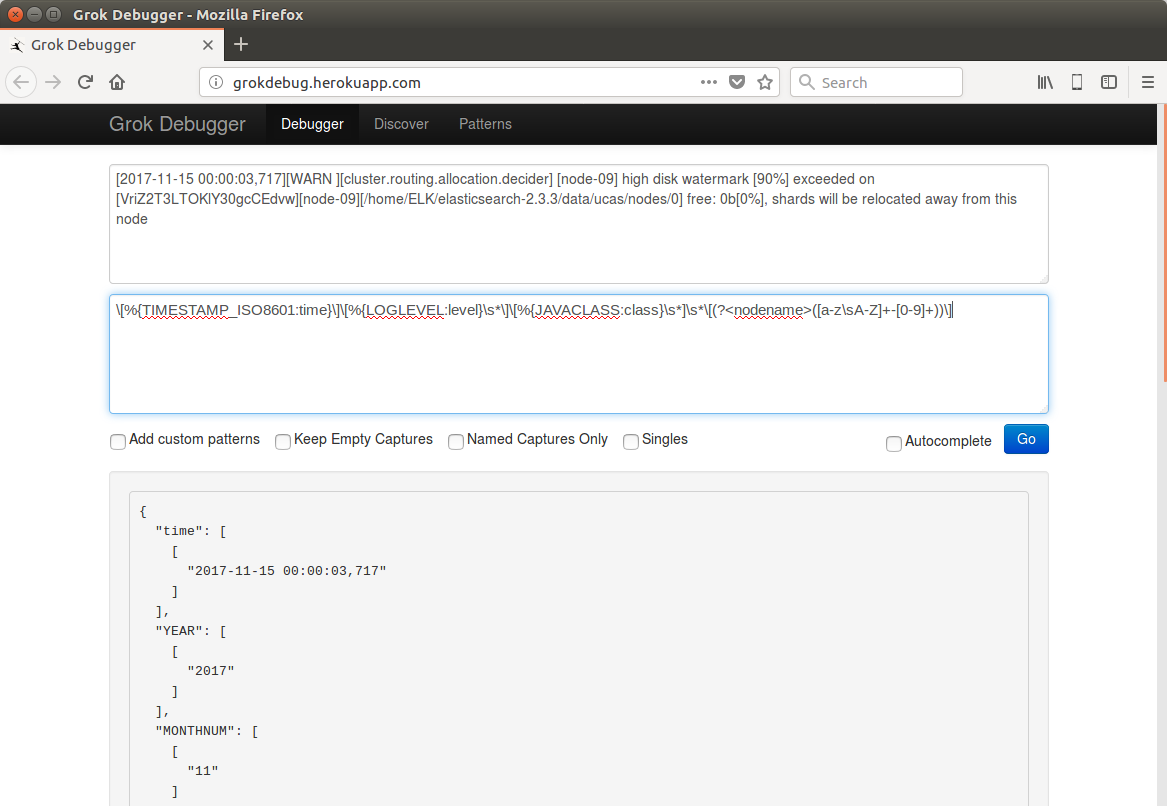 Grok Debugger - Mozilla Firefox
Grok Debugger
grokdebug.herokuapp.com
Search
Grok Debugger Debugger Discover Patterns
[2017-11-15 00:00:03,717][WARN ][cluster.routing.allocation.decider] [node-09] high disk watermark [90%] exceeded on
[VriZ2T3LTOKlY30gcCEdvw][node-09][/home/ELK/elasticsearch-2.3.3/data/ucas/nodes/0] free: 0b[0%], shards will be relocated away from this
node
\[%{TIMESTAMP_ISO8601:time}\]\[%{LOGLEVEL:level}\s*\]\[%{JAVACLASS:class}\s*]\s*\[(?<nodename>([a-z\sA-Z]+-[0-9]+))\]
Add custom patterns Keep Empty Captures Named Captures Only Singles Autocomplete Go
{
"time": [
[
"2017-11-15 00:00:03,717"
]
],
"YEAR": [
[
"2017"
]
],
"MONTHNUM": [
[
"11"
]